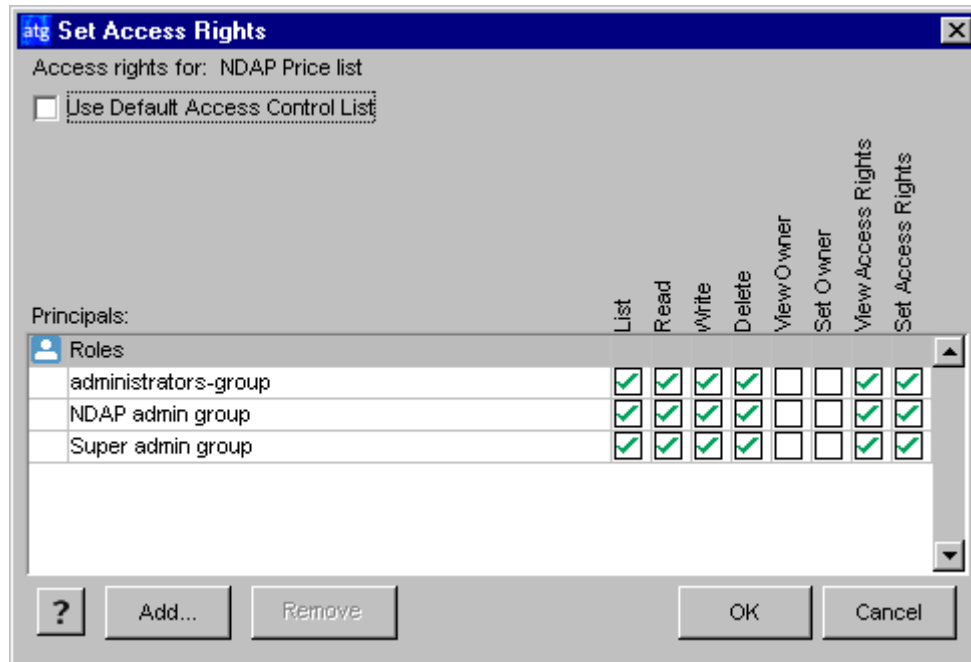 atg Set Access Rights
Access rights for: NDAP Price list
Use Default Access Control List
Principals:
List
Read
Write
Delete
View Owner
Set Owner
View Access Rights
Set Access Rights
Roles
administrators-group
NDAP admin group
Super admin group
? Add... Remove OK Cancel